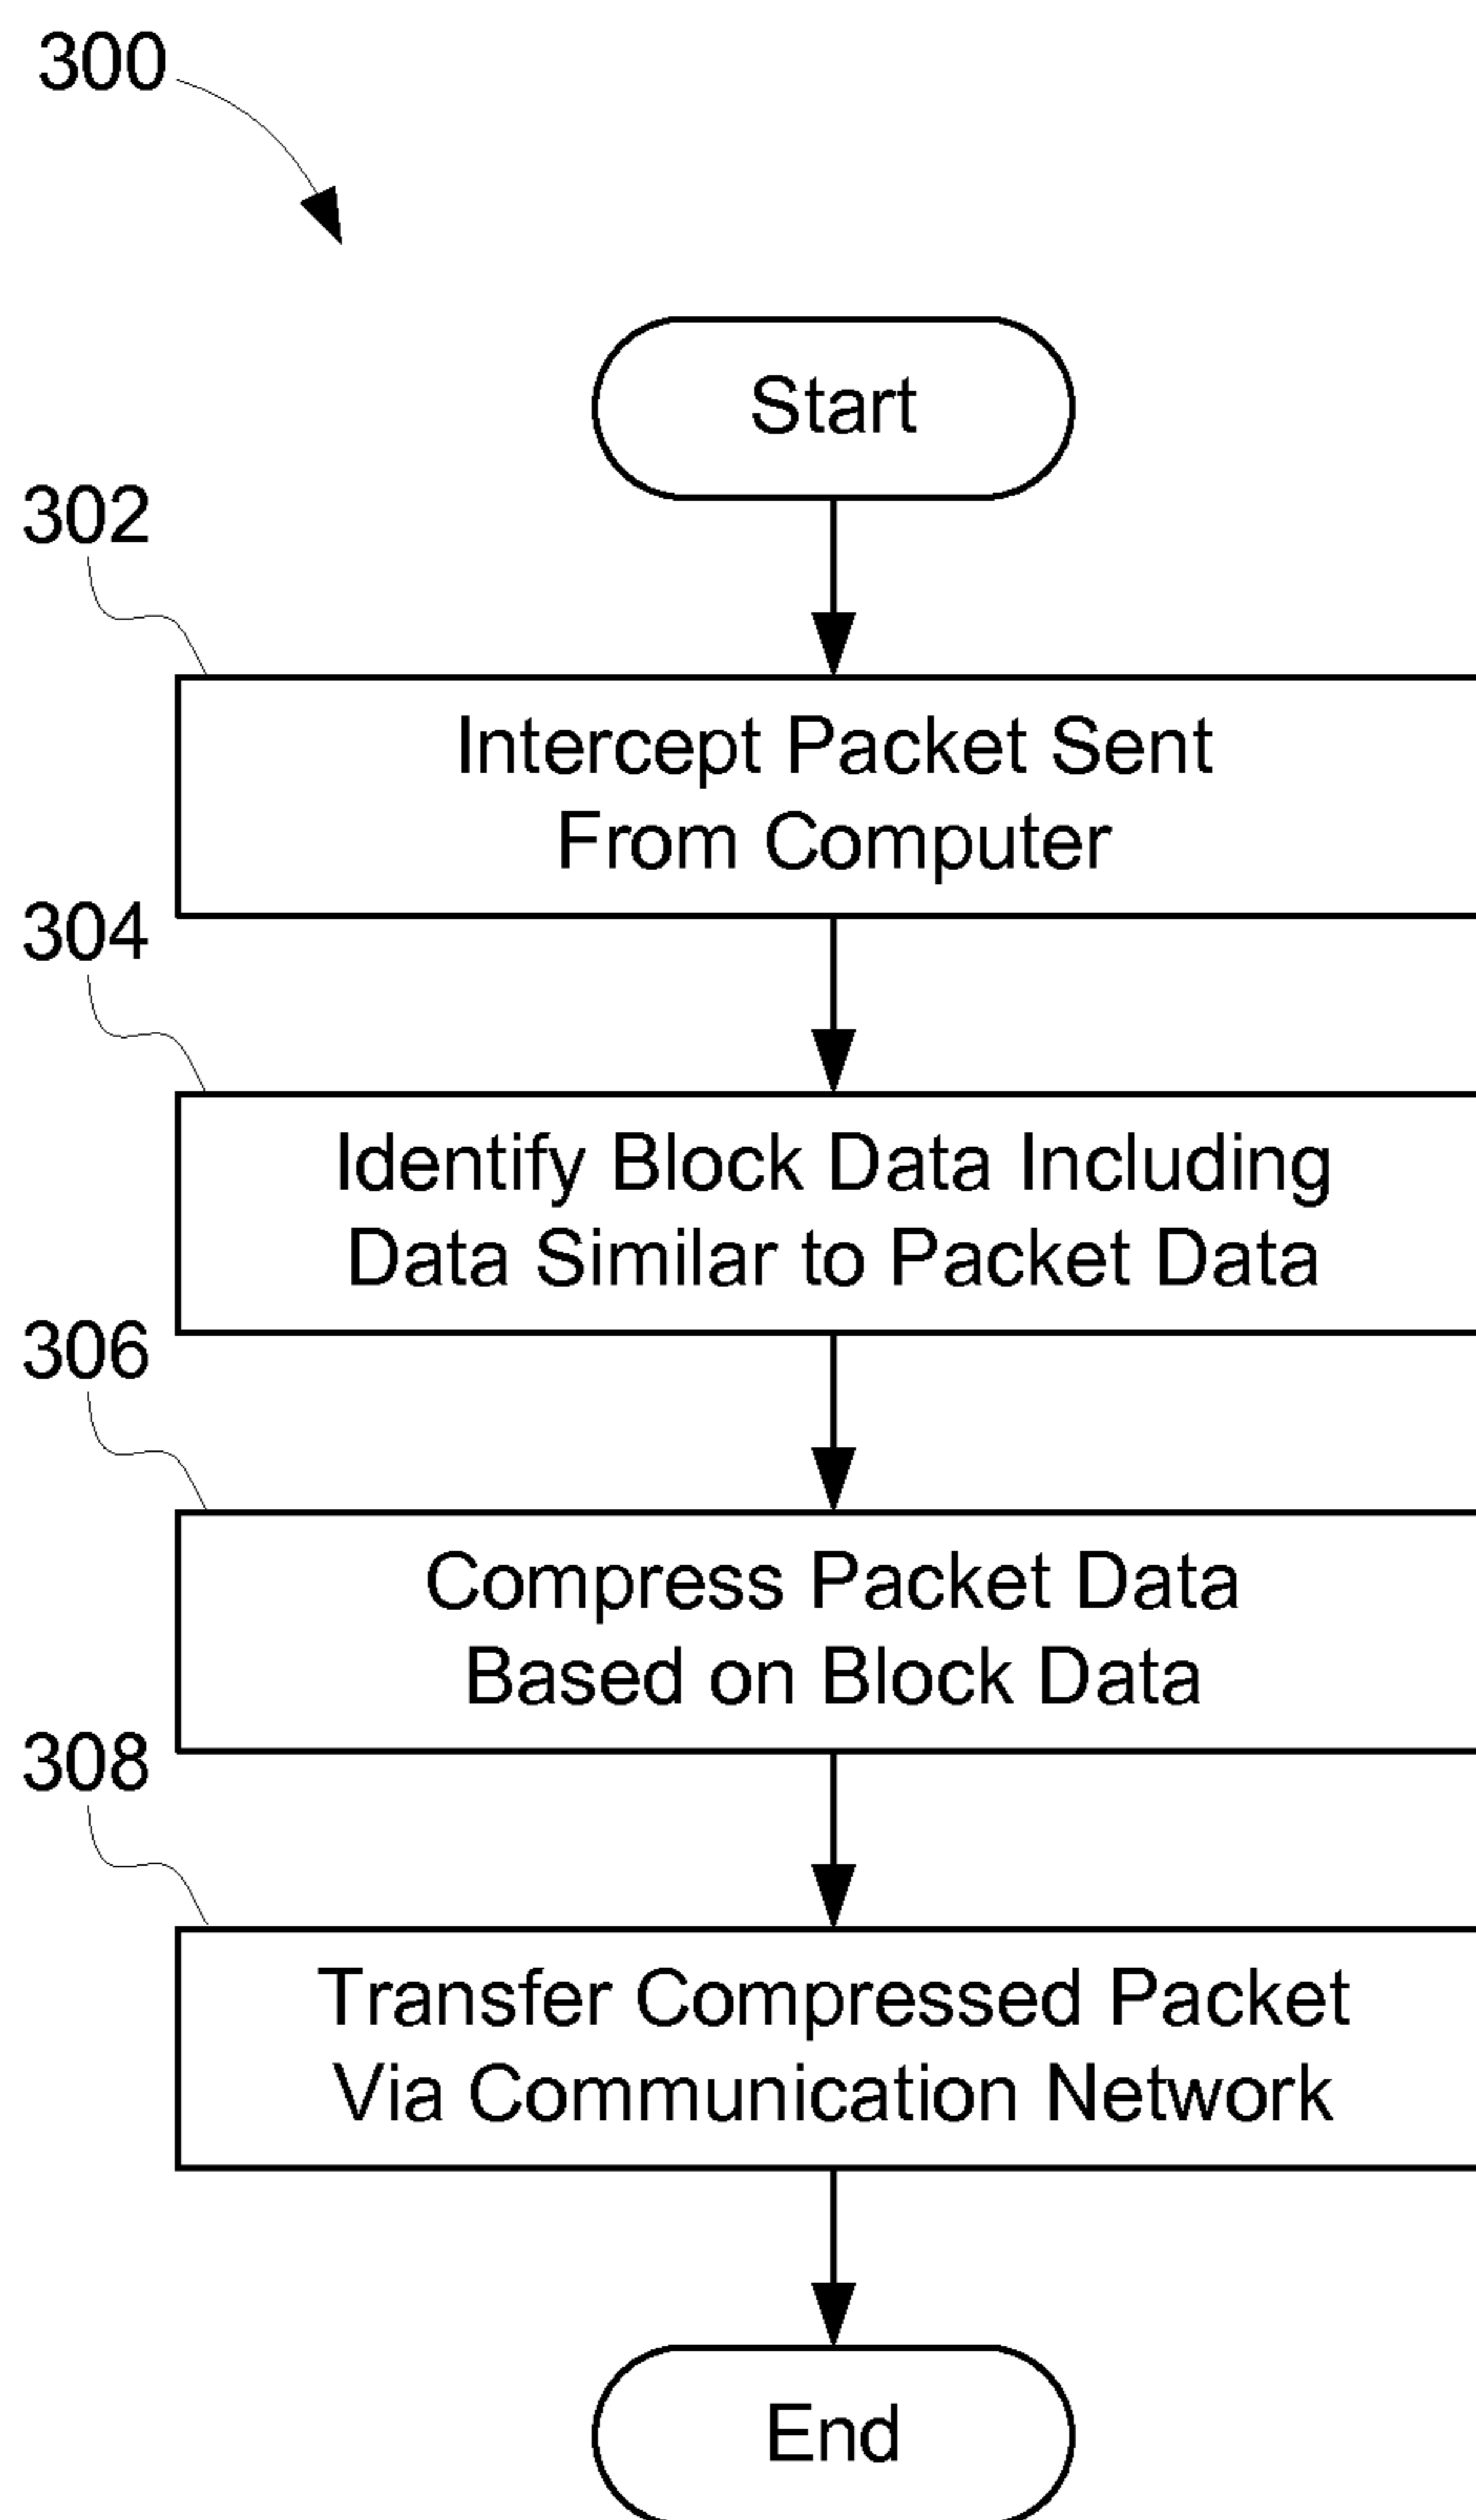 300
Start
302
Intercept Packet Sent
From Computer
304
Identify Block Data Including
Data Similar to Packet Data
306
Compress Packet Data
Based on Block Data
308
Transfer Compressed Packet
Via Communication Network
End